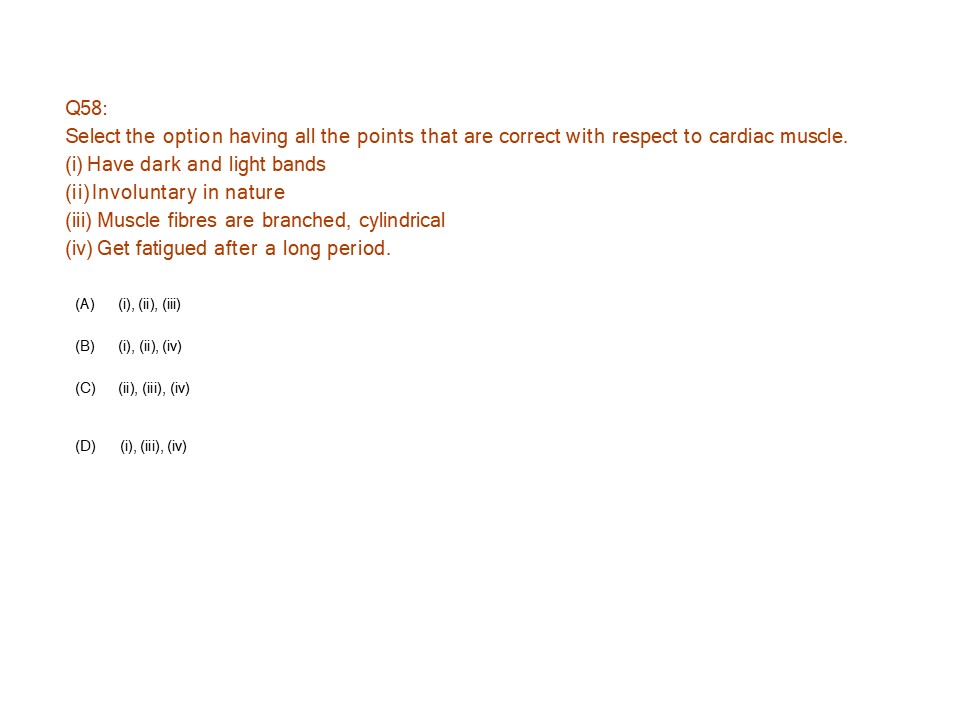 Q58:
Select the option having all the points that are correct with respect to cardiac muscle.
(i) Have dark and light bands
(ii) Involuntary in nature
(iii) Muscle fibres are branched, cylindrical
(iv) Get fatigued after a long period.
(A) (i), (ii), (iii)
(B) (i), (ii), (iv)
(C) (ii), (iii), (iv)
(D) (i), (iii), (iv)